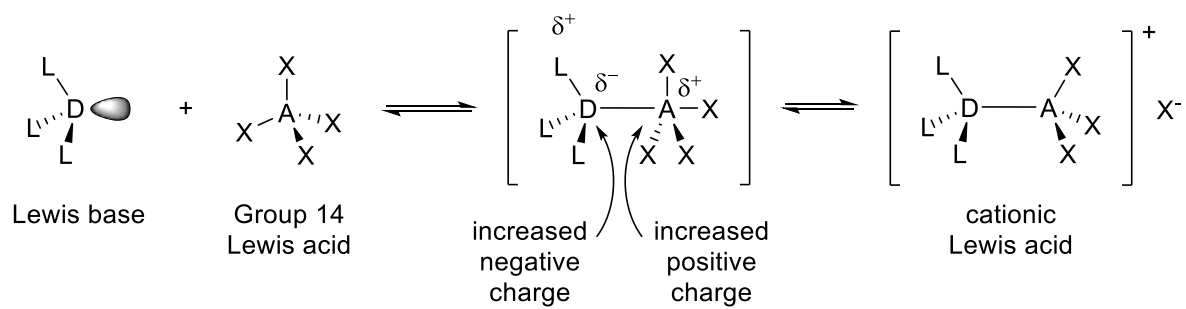 δ+
δ−
δ+
+
L
D
L
L
+
X
A
X
X
X
L
D
L
L
X
A
X
X
X
L
D
L
L
X
A
X
X
X-
Lewis base
Group 14
Lewis acid
increased
negative
charge
increased
positive
charge
cationic
Lewis acid